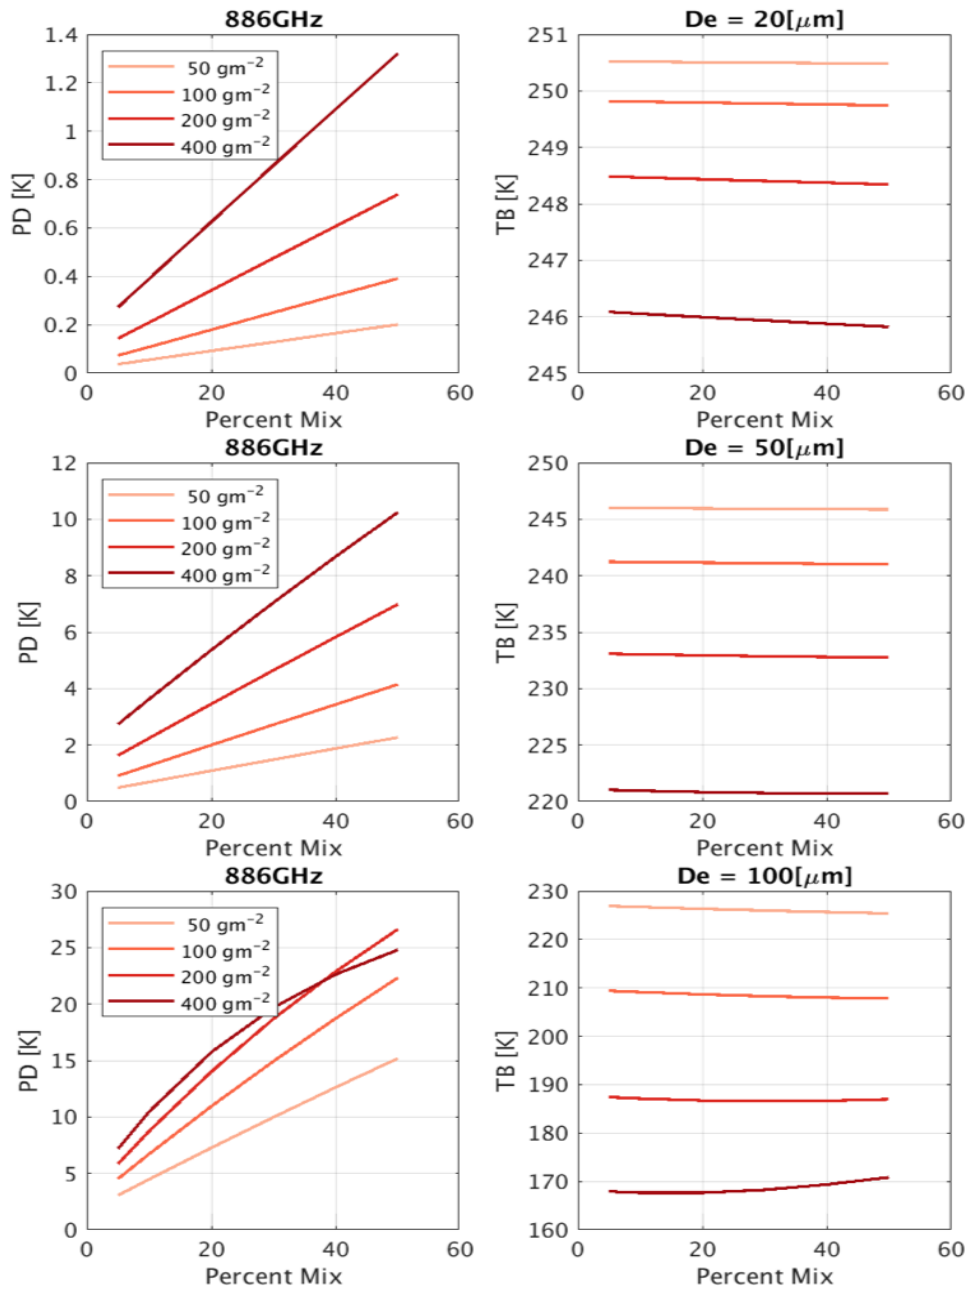 886GHz
1.4
1.2
1
0.8
0.6
0.4
0.2
0
PD [K]
50 gm⁻²
100 gm⁻²
200 gm⁻²
400 gm⁻²
0 20 40 60
Percent Mix
De = 20[μm]
251
250
249
248
247
246
245
TB [K]
0 20 40 60
Percent Mix
886GHz
12
10
8
6
4
2
0
PD [K]
50 gm⁻²
100 gm⁻²
200 gm⁻²
400 gm⁻²
0 20 40 60
Percent Mix
De = 50[μm]
250
245
240
235
230
225
220
TB [K]
0 20 40 60
Percent Mix
886GHz
30
25
20
15
10
5
0
PD [K]
50 gm⁻²
100 gm⁻²
200 gm⁻²
400 gm⁻²
0 20 40 60
Percent Mix
De = 100[μm]
230
220
210
200
190
180
170
160
TB [K]
0 20 40 60
Percent Mix